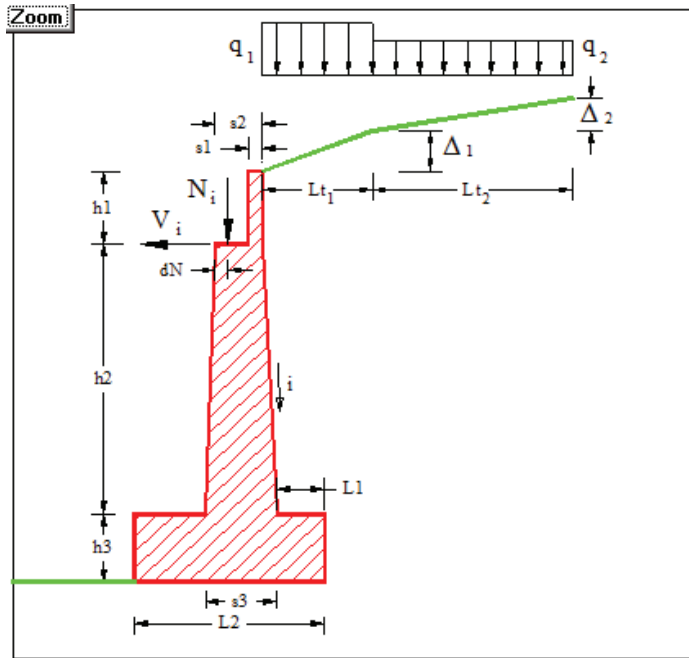 Zoom
q1
q2
s2
Δ2
s1
Δ1
Ni
Lt1
Lt2
h1
Vi
dN
h2
i
L1
h3
s3
L2